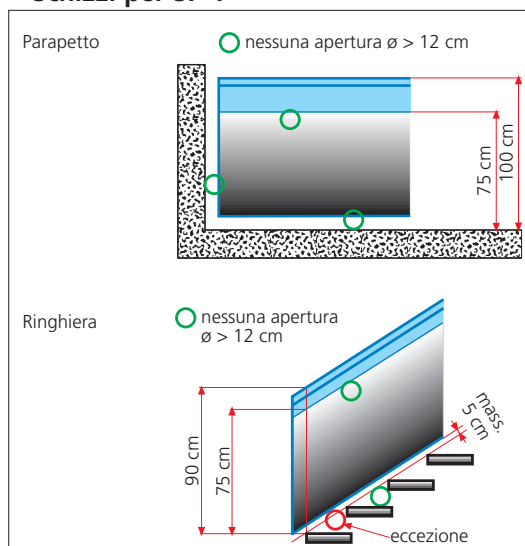 Parapetto
nessuna apertura ø > 12 cm
75 cm
100 cm
Ringhiera
nessuna apertura
ø > 12 cm
90 cm
75 cm
mass.
5 cm
eccezione